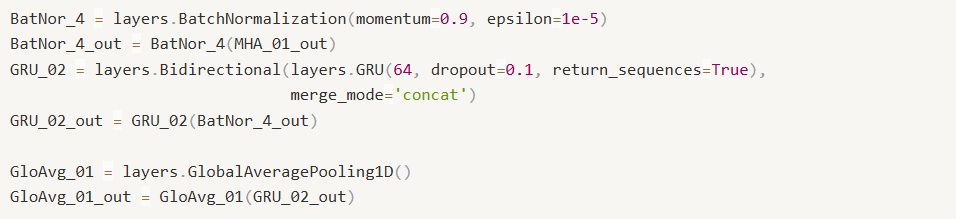 BatNor_4 = layers.BatchNormalization(momentum=0.9, epsilon=1e-5)
BatNor_4_out = BatNor_4(MHA_01_out)
GRU_02 = layers.Bidirectional(layers.GRU(64, dropout=0.1, return_sequences=True),
                              merge_mode='concat')
GRU_02_out = GRU_02(BatNor_4_out)

GloAvg_01 = layers.GlobalAveragePooling1D()
GloAvg_01_out = GloAvg_01(GRU_02_out)